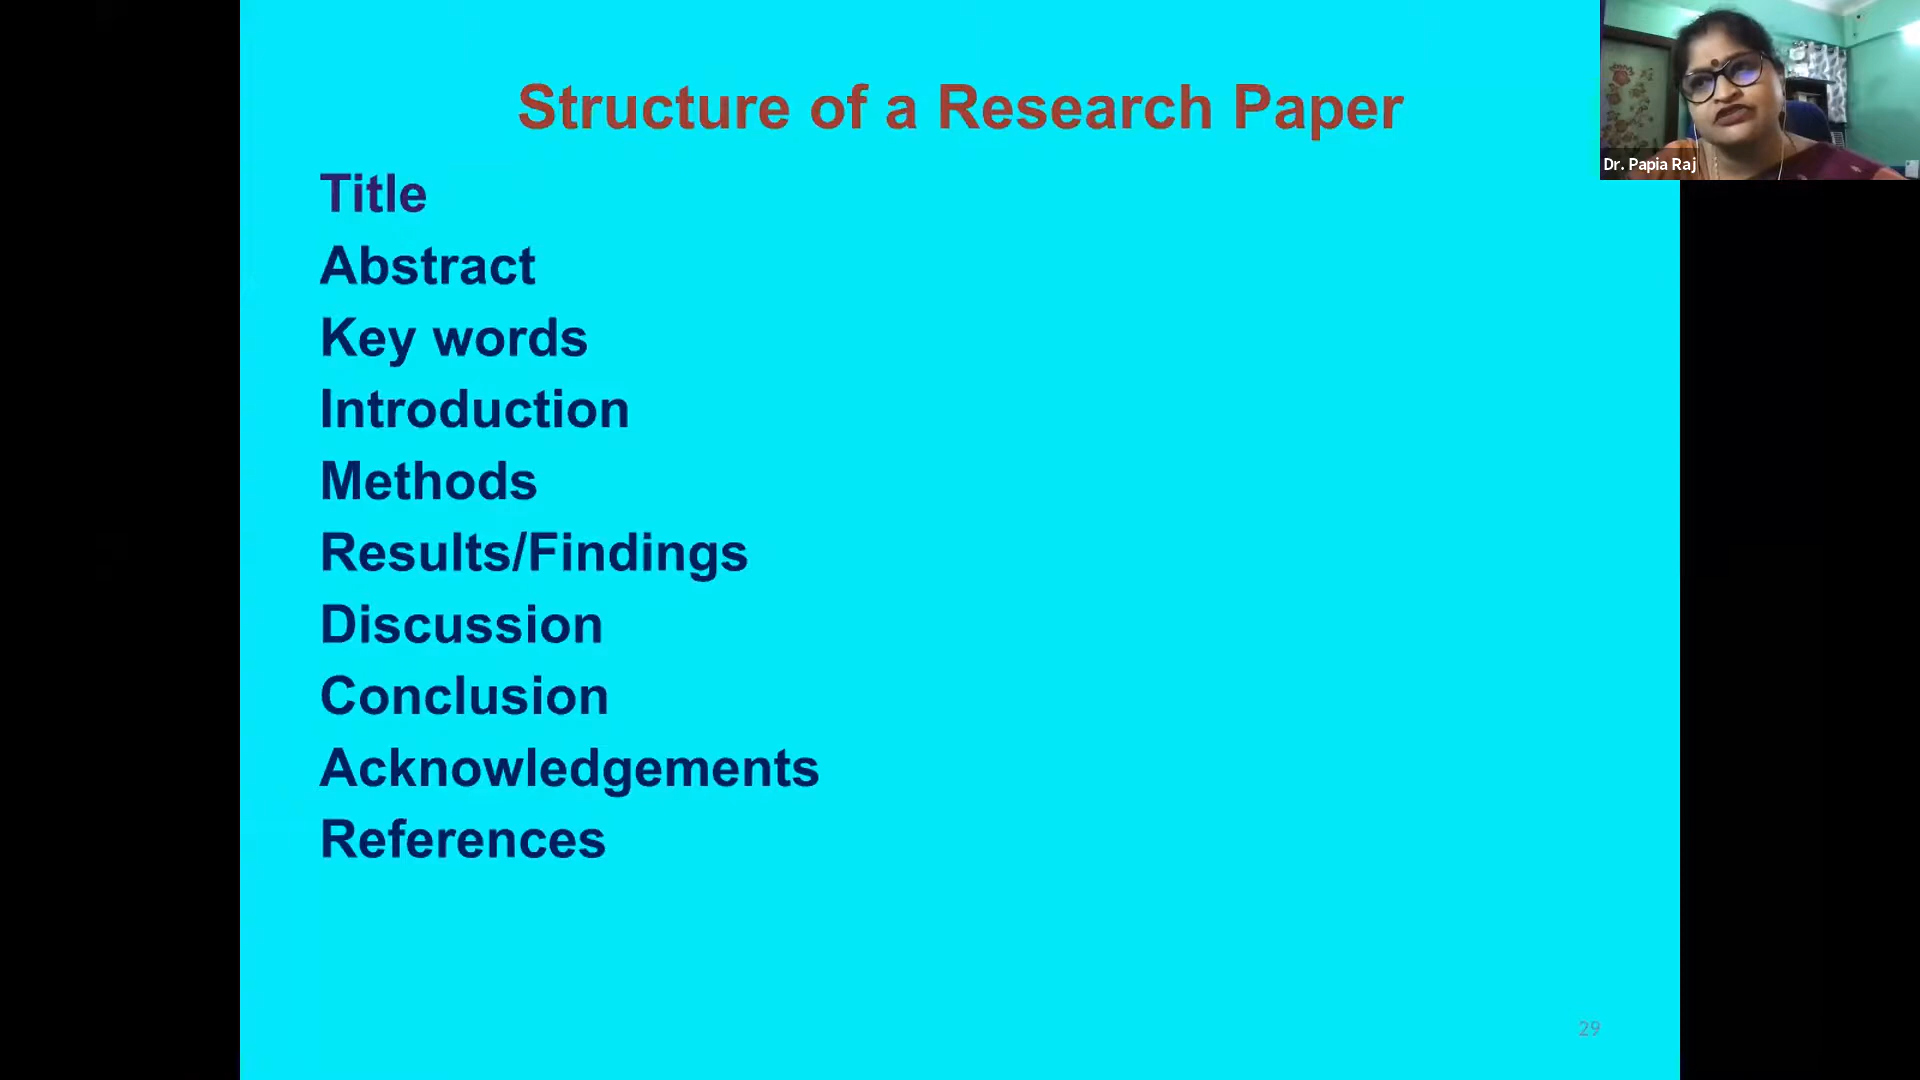 Structure of a Research Paper
Title
Abstract
Key words
Introduction
Methods
Results/Findings
Discussion
Conclusion
Acknowledgements
References
Dr. Papia Raj
29